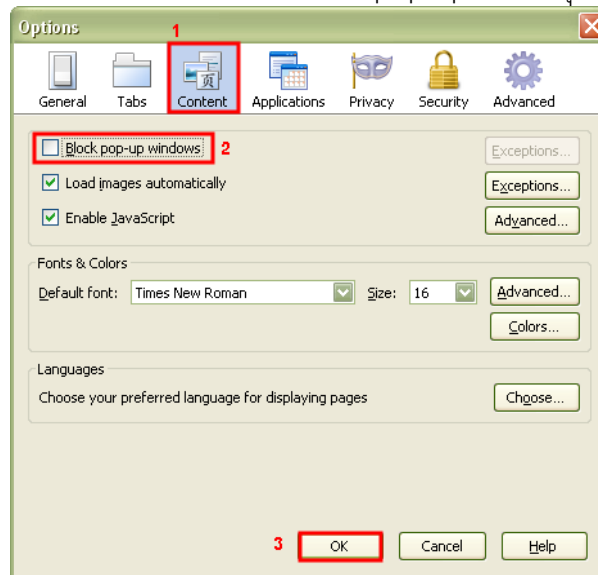 Options
1
General Tabs Content Applications Privacy Security Advanced
页
Block pop-up windows 2 Exceptions...
Load images automatically Exceptions...
Enable JavaScript Advanced...
Fonts & Colors
Default font: Times New Roman Size: 16 Advanced...
Colors...
Languages
Choose your preferred language for displaying pages Choose...
3 OK Cancel Help